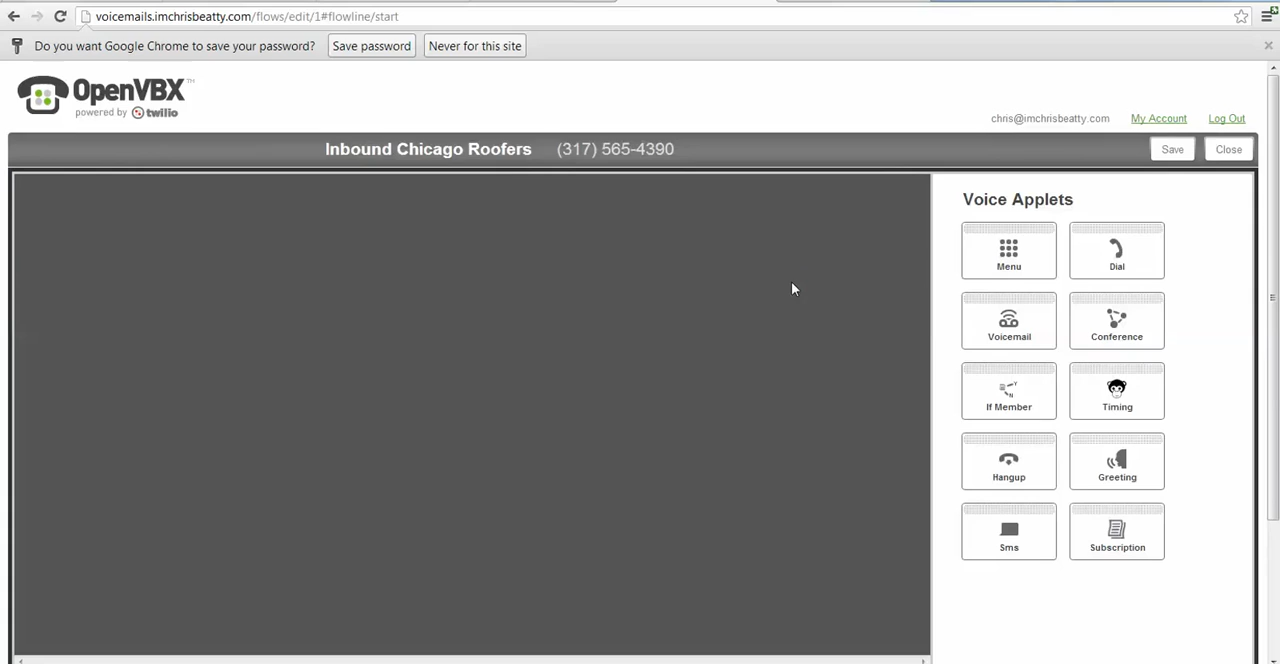 voicemails.imchrisbeatty.com/flows/edit/1#flowline/start
Do you want Google Chrome to save your password? Save password Never for this site
OpenVBX™
powered by twilio
chris@imchrisbeatty.com My Account Log Out
Inbound Chicago Roofers (317) 565-4390 Save Close
Voice Applets
Menu Dial
Voicemail Conference
If Member Timing
Hangup Greeting
Sms Subscription